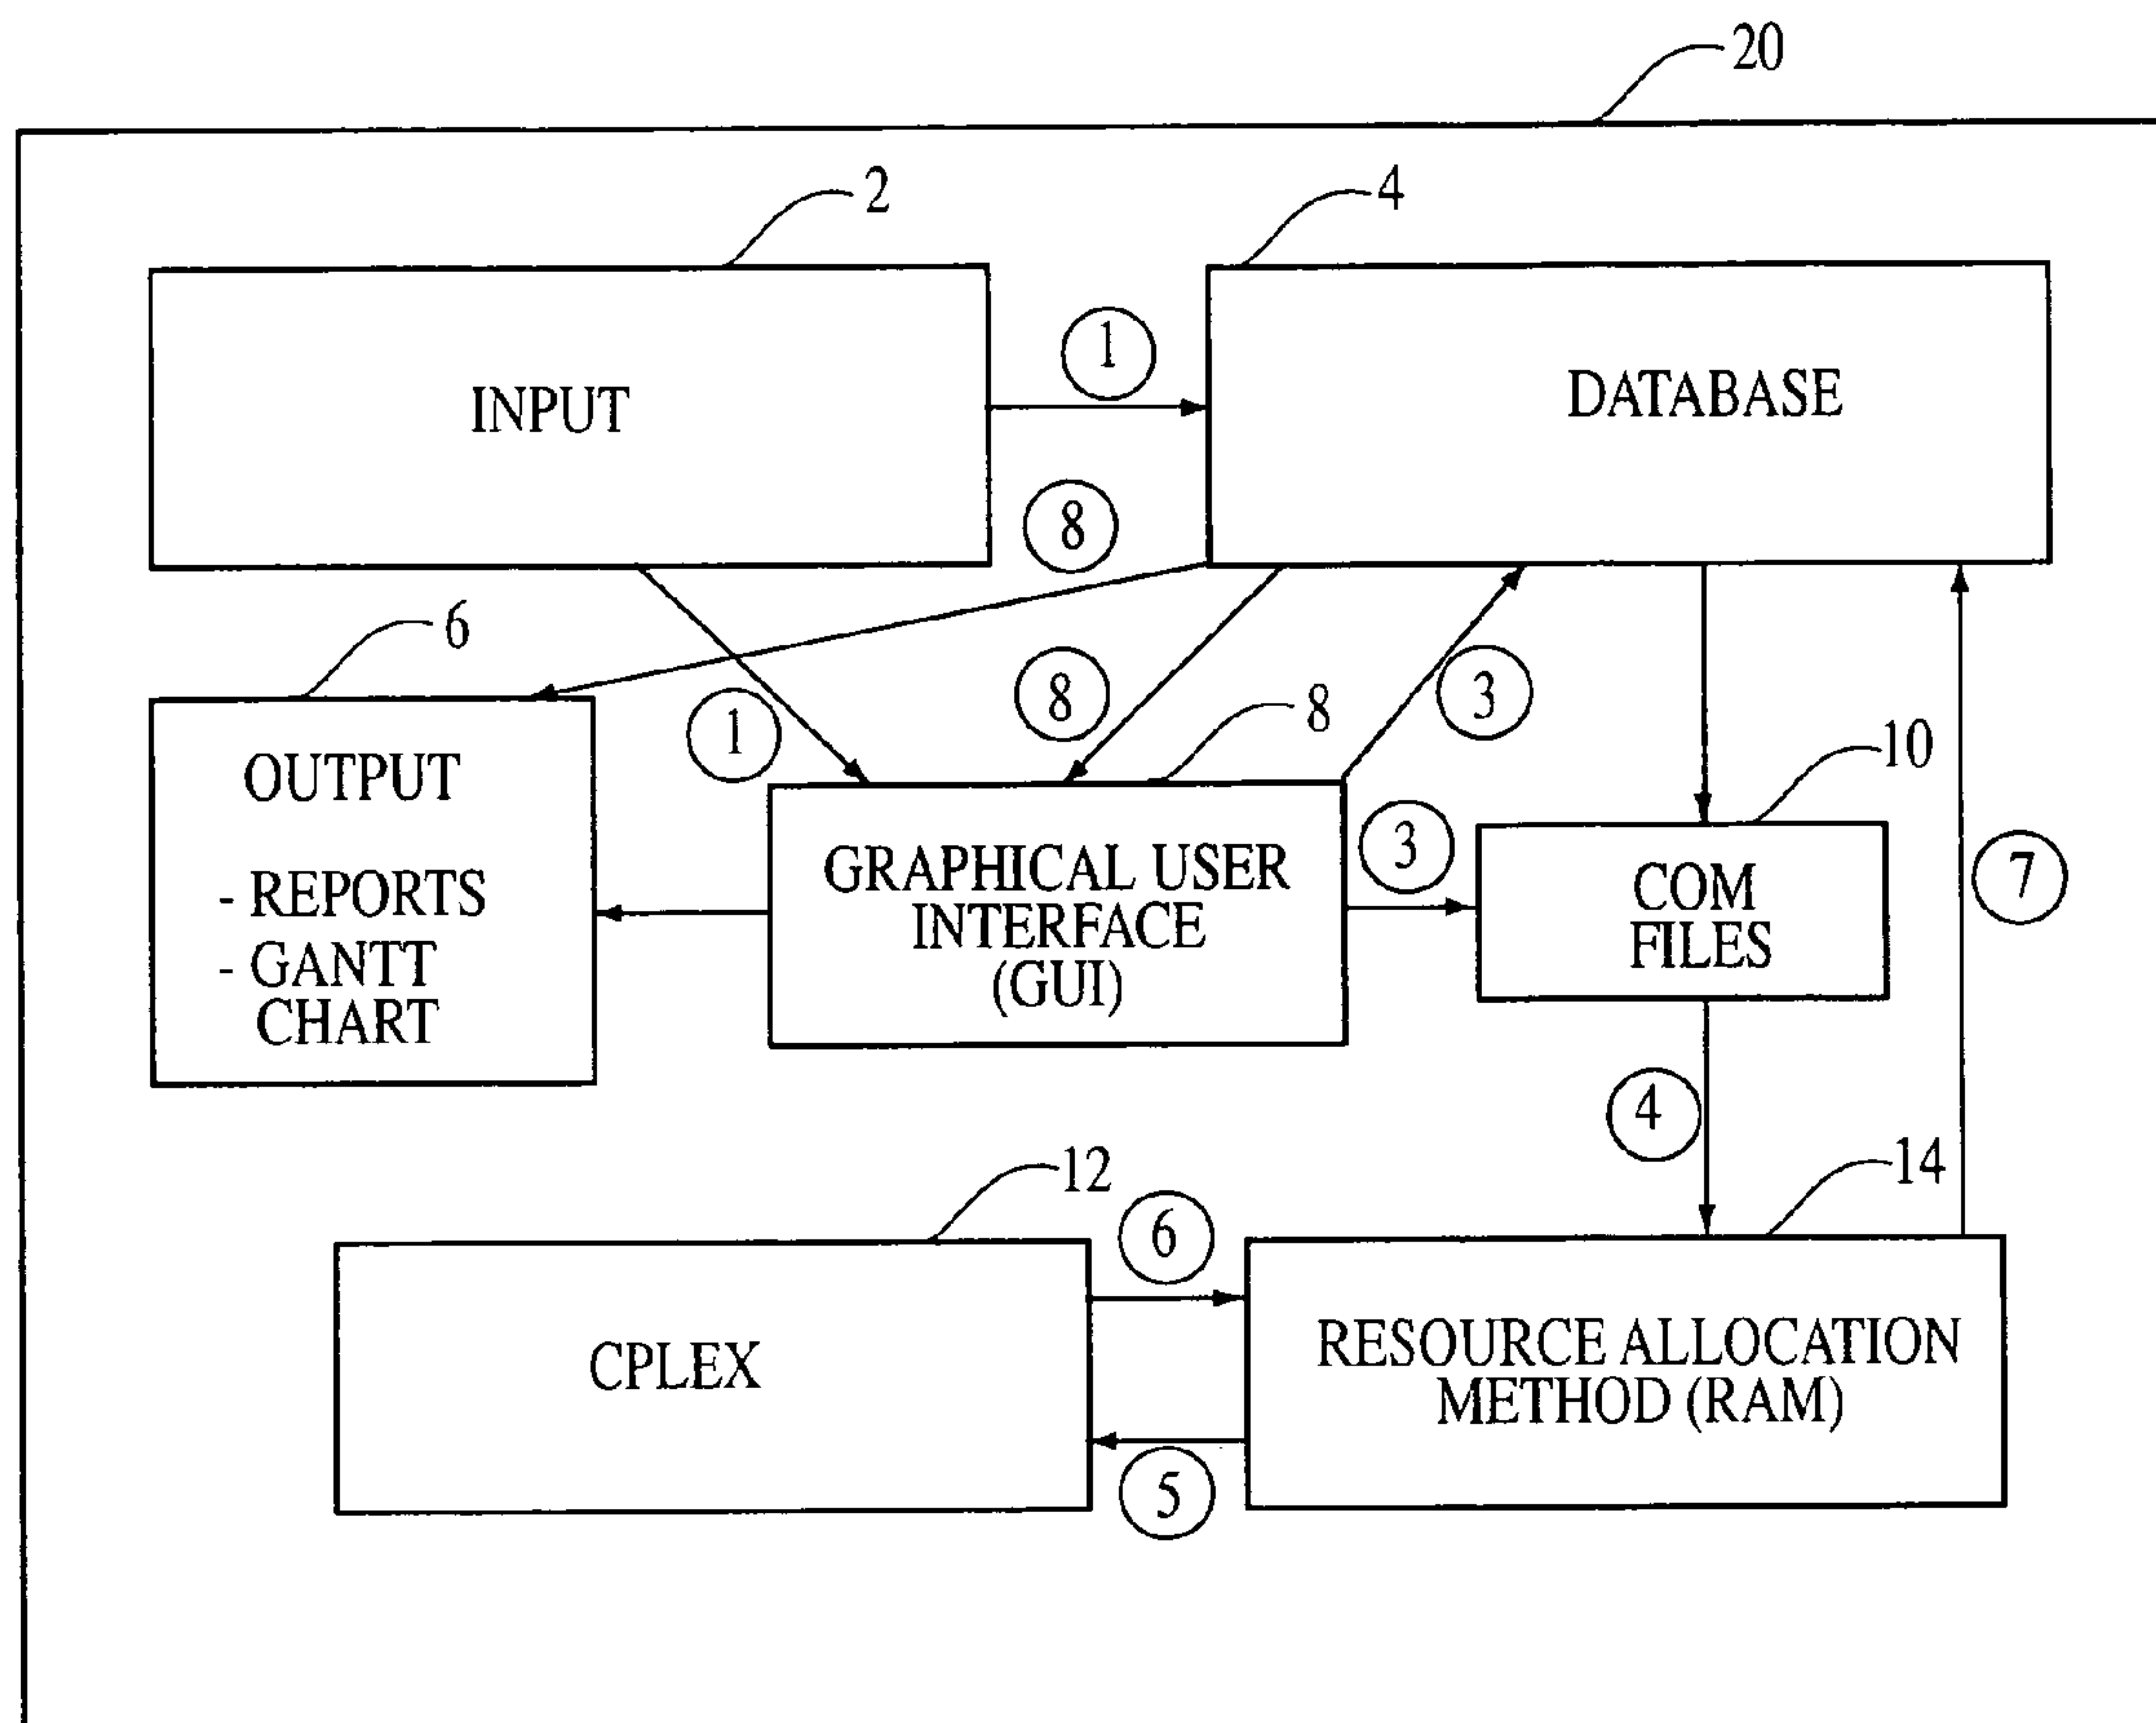 20
2
4
INPUT
1
DATABASE
8
6
1
8
8
3
10
OUTPUT
- REPORTS
- GANTT
CHART
GRAPHICAL USER
INTERFACE
(GUI)
3
COM
FILES
7
4
12
6
14
CPLEX
RESOURCE ALLOCATION
METHOD (RAM)
5